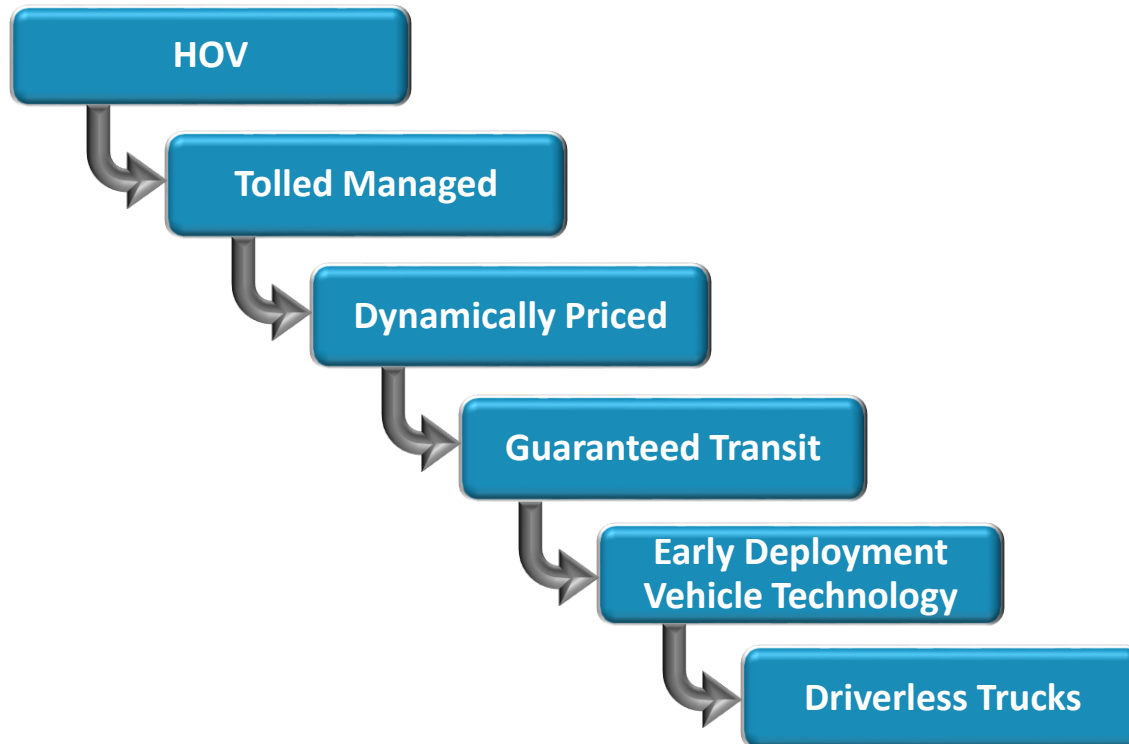 HOV
Tolled Managed
Dynamically Priced
Guaranteed Transit
Early Deployment
Vehicle Technology
Driverless Trucks